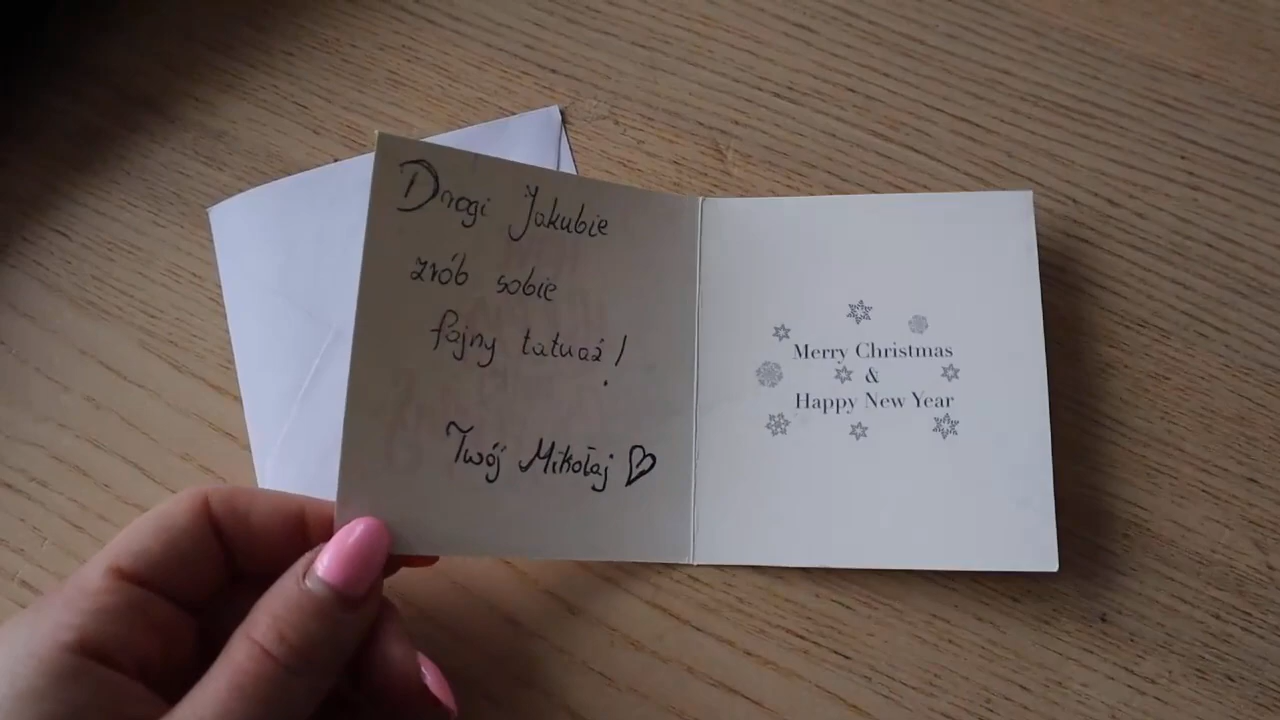 Drogi Jakubie
zrób sobie
fajny tatuaż!
Twój Mikołaj
Merry Christmas
&
Happy New Year